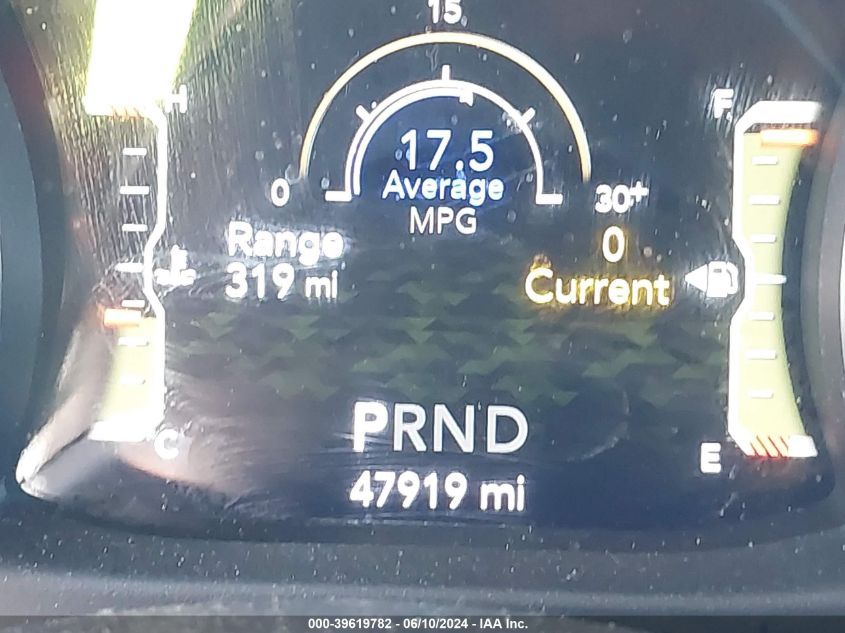 15
H
F
17.5
0
Average
30+
MPG
Range
0
319 mi
Current
PRND
C
E
47919 mi
000-39619782 - 06/10/2024 - IAA Inc.